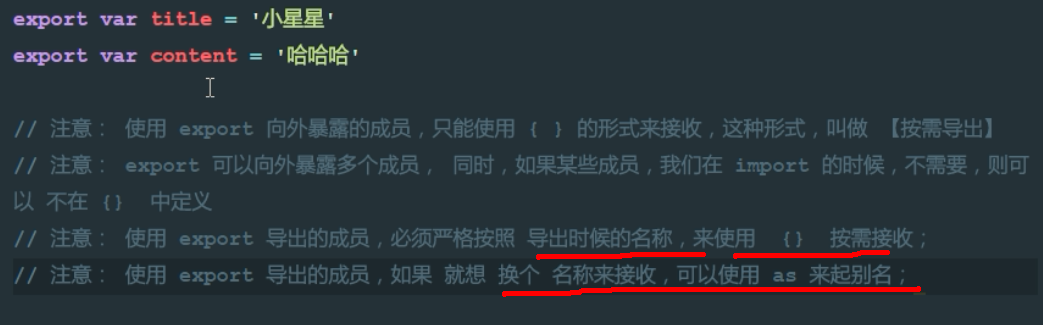 export var title = '小星星'
export var content = '哈哈哈'
// 注意： 使用 export 向外暴露的成员，只能使用 { } 的形式来接收，这种形式，叫做 【按需导出】
// 注意： export 可以向外暴露多个成员， 同时，如果某些成员，我们在 import 的时候，不需要，则可
以 不在 {} 中定义
// 注意： 使用 export 导出的成员，必须严格按照 导出时候的名称，来使用 {} 按需接收；
// 注意： 使用 export 导出的成员，如果 就想 换个 名称来接收，可以使用 as 来起别名；